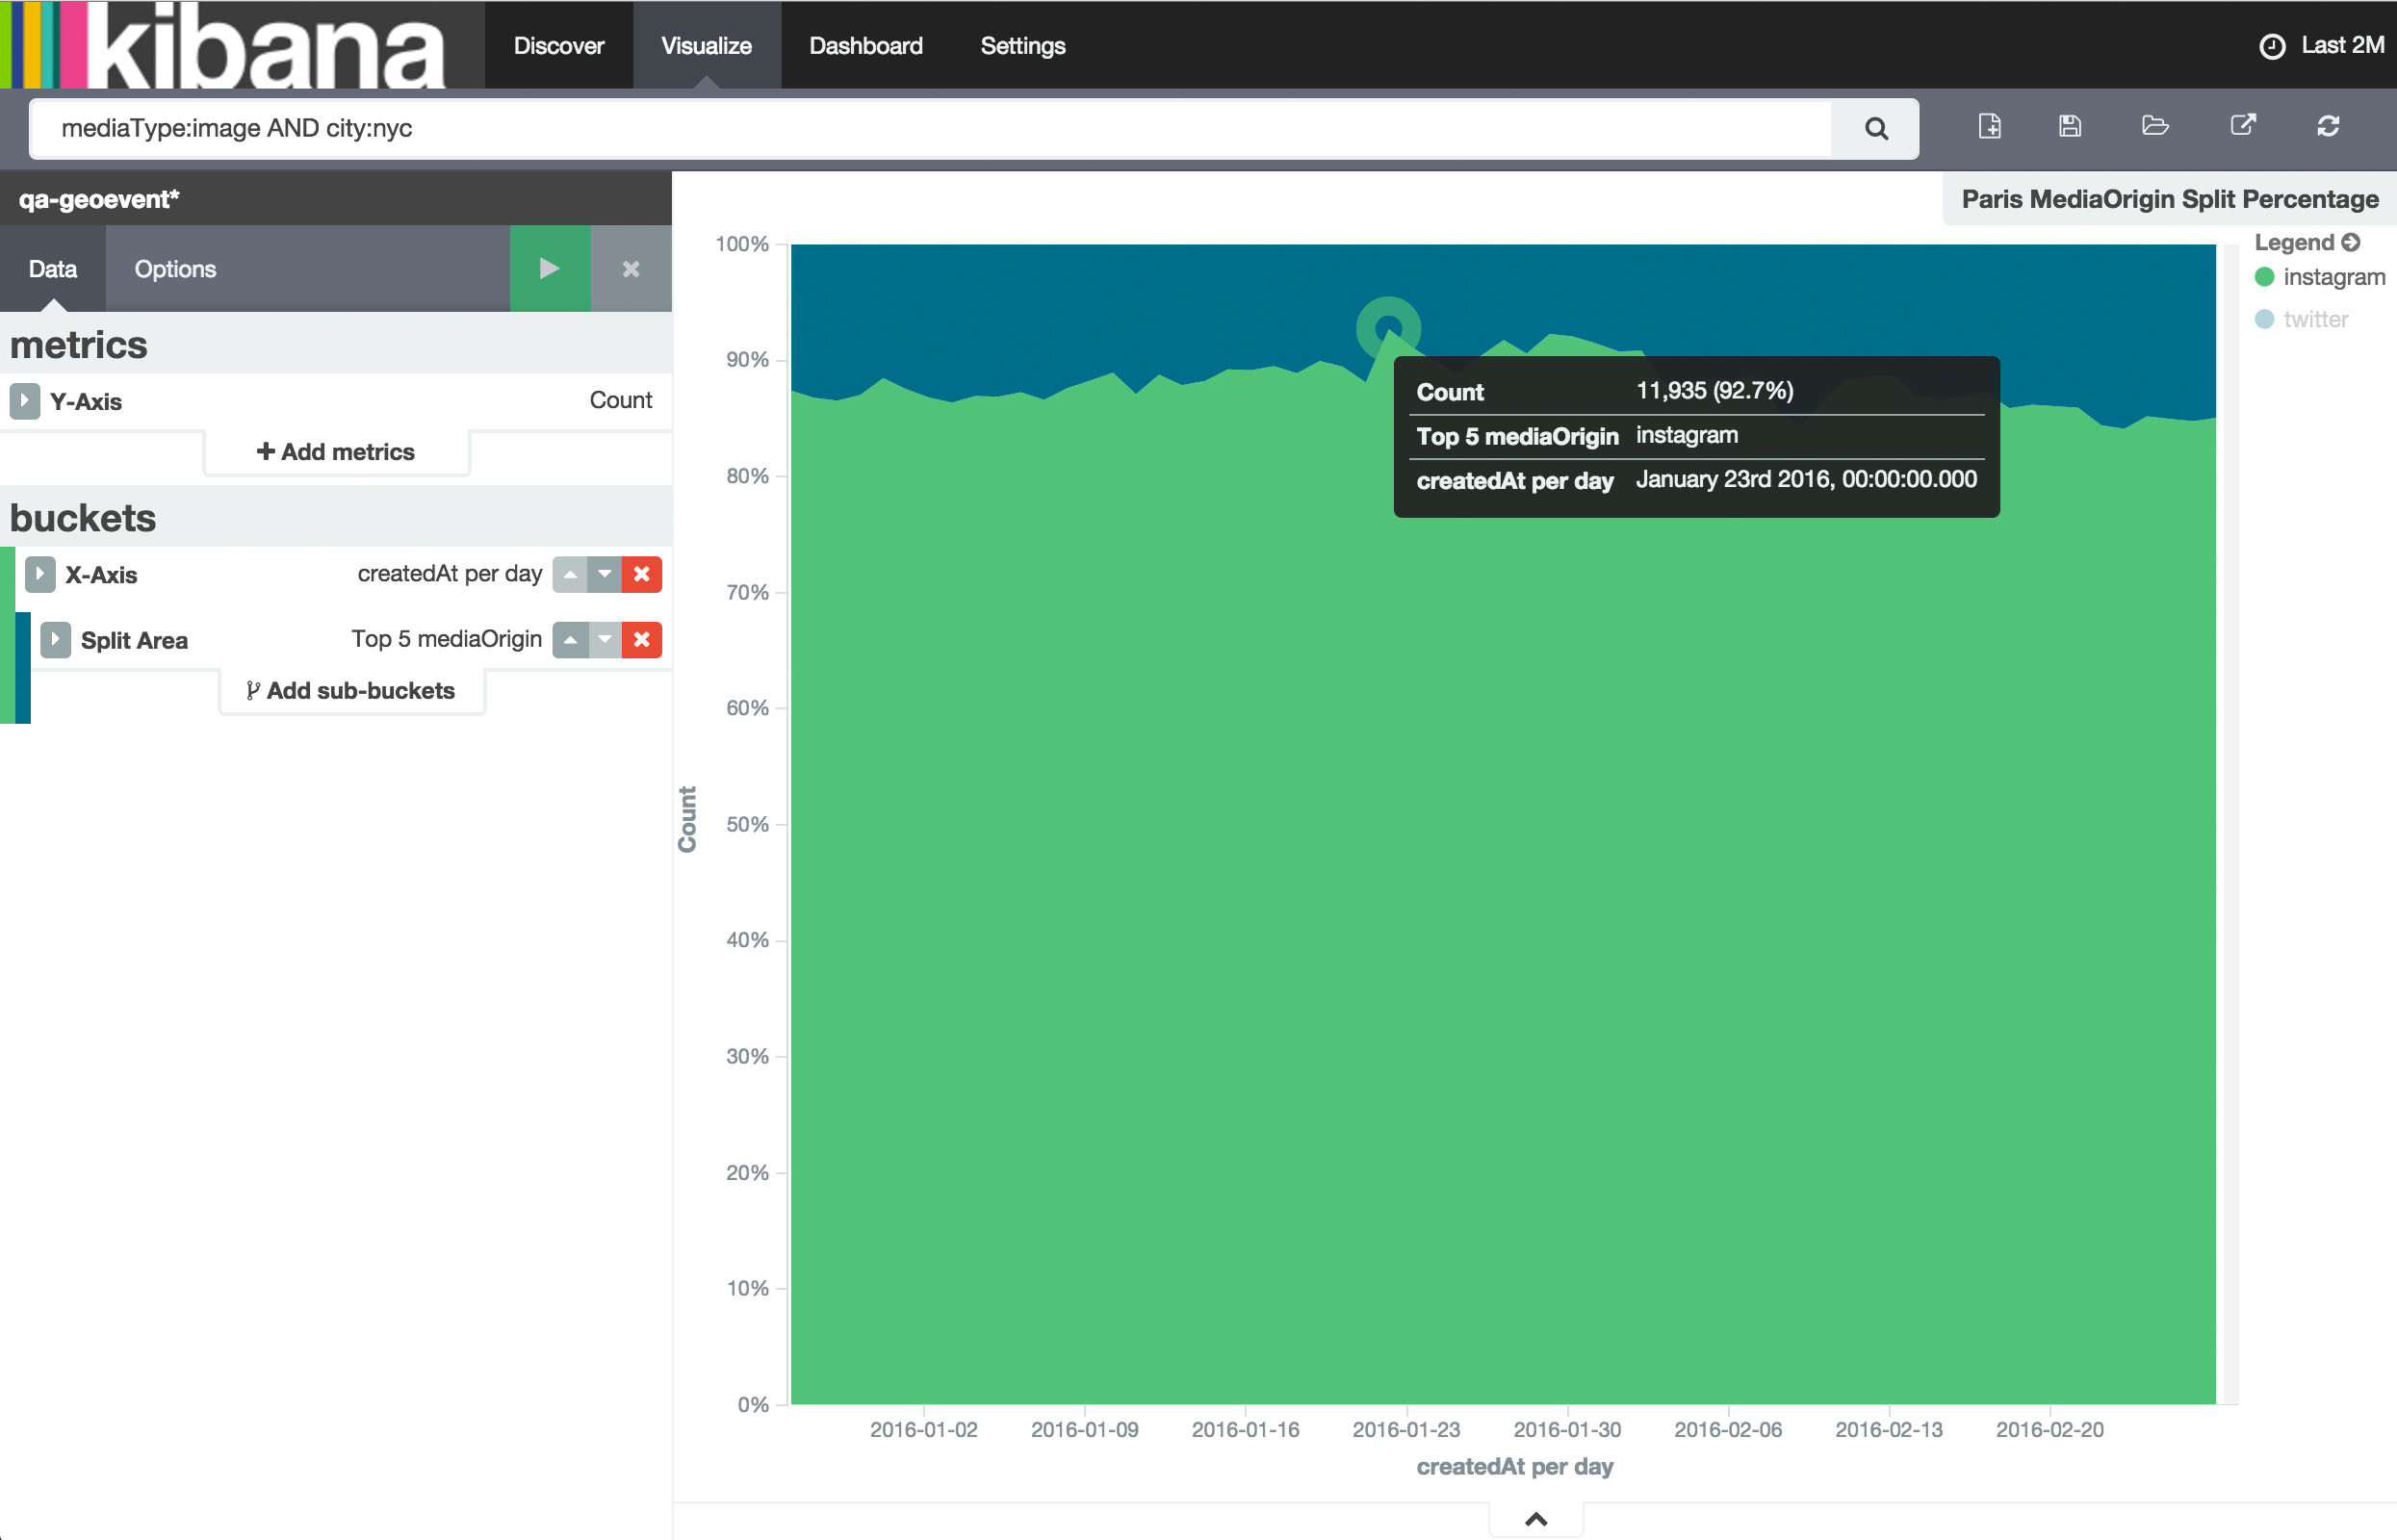 kibana Discover Visualize Dashboard Settings Last 2M
mediaType:image AND city:nyc
qa-geoevent*
Data Options
metrics
Y-Axis Count
Add metrics
buckets
X-Axis createdAt per day
Split Area Top 5 mediaOrigin
Add sub-buckets
Paris MediaOrigin Split Percentage
Legend
instagram
twitter
100%
90%
80%
70%
60%
50%
40%
30%
20%
10%
0%
Count
Count 11,935 (92.7%)
Top 5 mediaOrigin instagram
createdAt per day January 23rd 2016, 00:00:00.000
2016-01-02 2016-01-09 2016-01-16 2016-01-23 2016-01-30 2016-02-06 2016-02-13 2016-02-20
createdAt per day